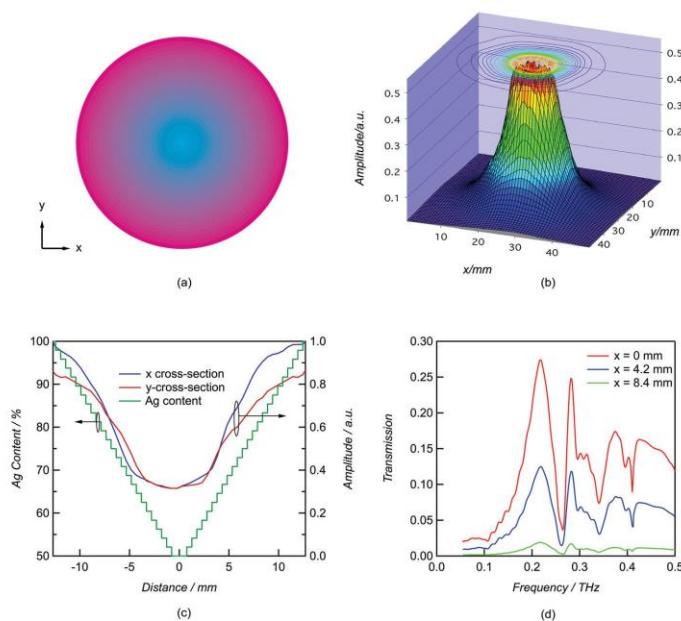 y
x
(a)
Amplitude/a.u.
0.5
0.4
0.3
0.2
0.1
0.5
0.4
0.3
0.2
0.1
10
20
30
40
x/mm
10
20
30
40
y/mm
(b)
Ag Content / %
100
90
80
70
60
50
x cross-section
y-cross-section
Ag content
1.0
0.8
0.6
0.4
0.2
0.0
Amplitude / a.u.
-10
-5
0
5
10
Distance / mm
(c)
Transmission
0.30
0.25
0.20
0.15
0.10
0.05
0.00
x = 0 mm
x = 4.2 mm
x = 8.4 mm
0.0
0.1
0.2
0.3
0.4
0.5
Frequency / THz
(d)